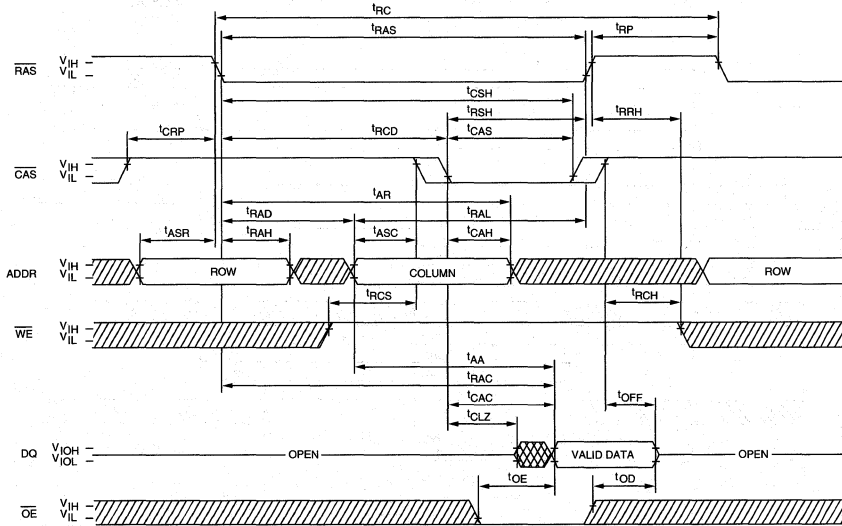 tRC
tRAS
tRP
RAS
VIH
VIL
tCSH
tRSH
tRRH
tCRP
tRCD
tCAS
CAS
VIH
VIL
tAR
tRAD
tRAL
tASR
tRAH
tASC
tCAH
ADDR
VIH
VIL
ROW
COLUMN
ROW
tRCS
tRCH
WE
VIH
VIL
tAA
tRAC
tCAC
tOFF
tCLZ
DQ
VIOH
VIOL
OPEN
VALID DATA
OPEN
tOE
tOD
OE
VIH
VIL